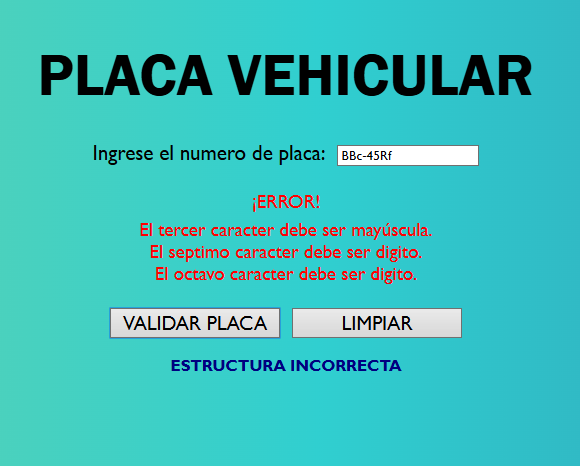 PLACA VEHICULAR
Ingrese el numero de placa: BBc-45Rf
¡ERROR!
El tercer caracter debe ser mayúscula.
El septimo caracter debe ser digito.
El octavo caracter debe ser digito.
VALIDAR PLACA LIMPIAR
ESTRUCTURA INCORRECTA